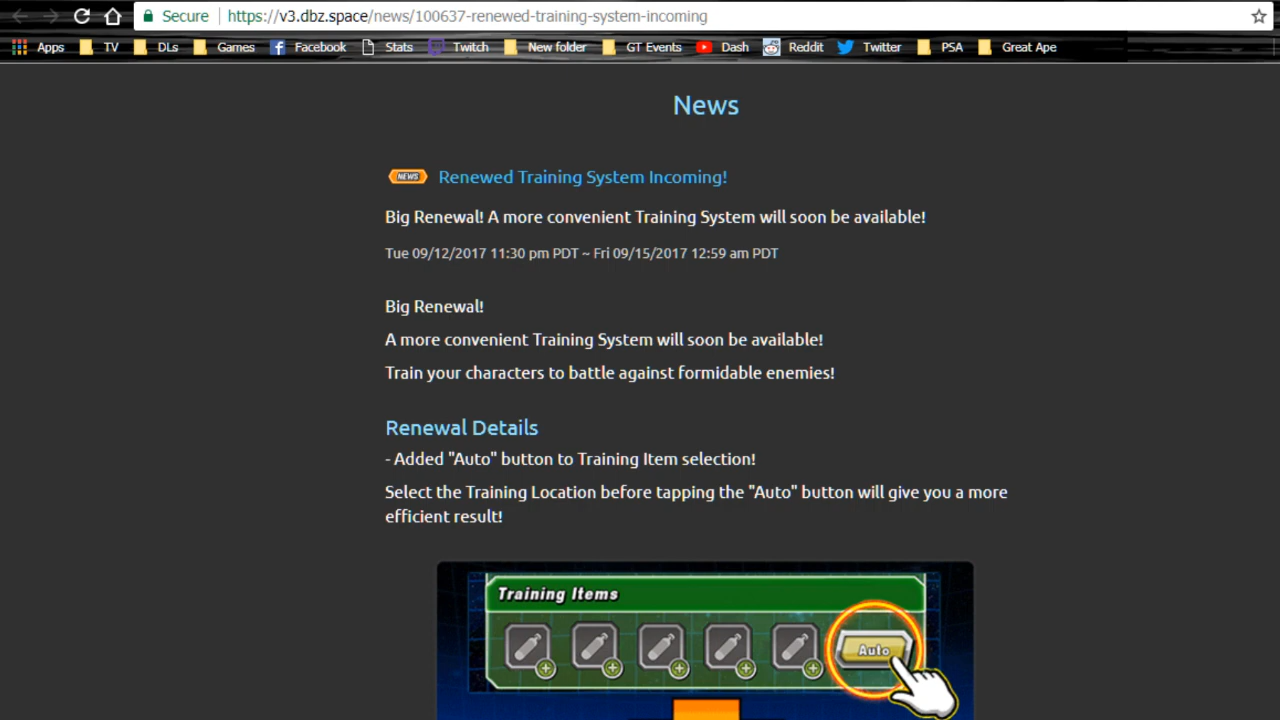 Secure https://v3.dbz.space/news/100637-renewed-training-system-incoming
Apps TV DLs Games Facebook Stats Twitch New folder GT Events Dash Reddit Twitter PSA Great Ape
News
NEWS Renewed Training System Incoming!
Big Renewal! A more convenient Training System will soon be available!
Tue 09/12/2017 11:30 pm PDT ~ Fri 09/15/2017 12:59 am PDT
Big Renewal!
A more convenient Training System will soon be available!
Train your characters to battle against formidable enemies!
Renewal Details
- Added "Auto" button to Training Item selection!
Select the Training Location before tapping the "Auto" button will give you a more
efficient result!
Training Items
Auto